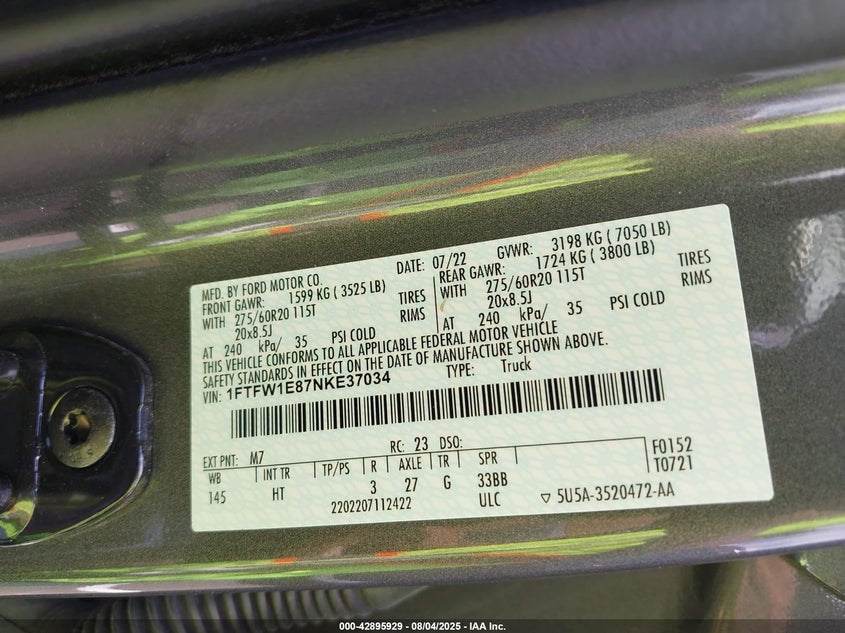 MFD. BY FORD MOTOR CO.
DATE: 07/22
GVWR: 3198 KG ( 7050 LB)
FRONT GAWR: 1599 KG ( 3525 LB)
WITH 275/60R20 115T TIRES
20x8.5J RIMS
AT 240 kPa/ 35 PSI COLD
REAR GAWR: 1724 KG ( 3800 LB)
WITH 275/60R20 115T TIRES
20x8.5J RIMS
AT 240 kPa/ 35 PSI COLD
THIS VEHICLE CONFORMS TO ALL APPLICABLE FEDERAL MOTOR VEHICLE
SAFETY STANDARDS IN EFFECT ON THE DATE OF MANUFACTURE SHOWN ABOVE.
VIN: 1FTFW1E87NKE37034 TYPE: Truck
EXT PNT: M7 RC: 23 DSO: F0152
WB INT TR TP/PS R AXLE TR SPR T0721
145 HT 3 27 G 33BB
2202207112422 ULC ▽ 5U5A-3520472-AA
000-42895929 - 08/04/2025 - IAA Inc.